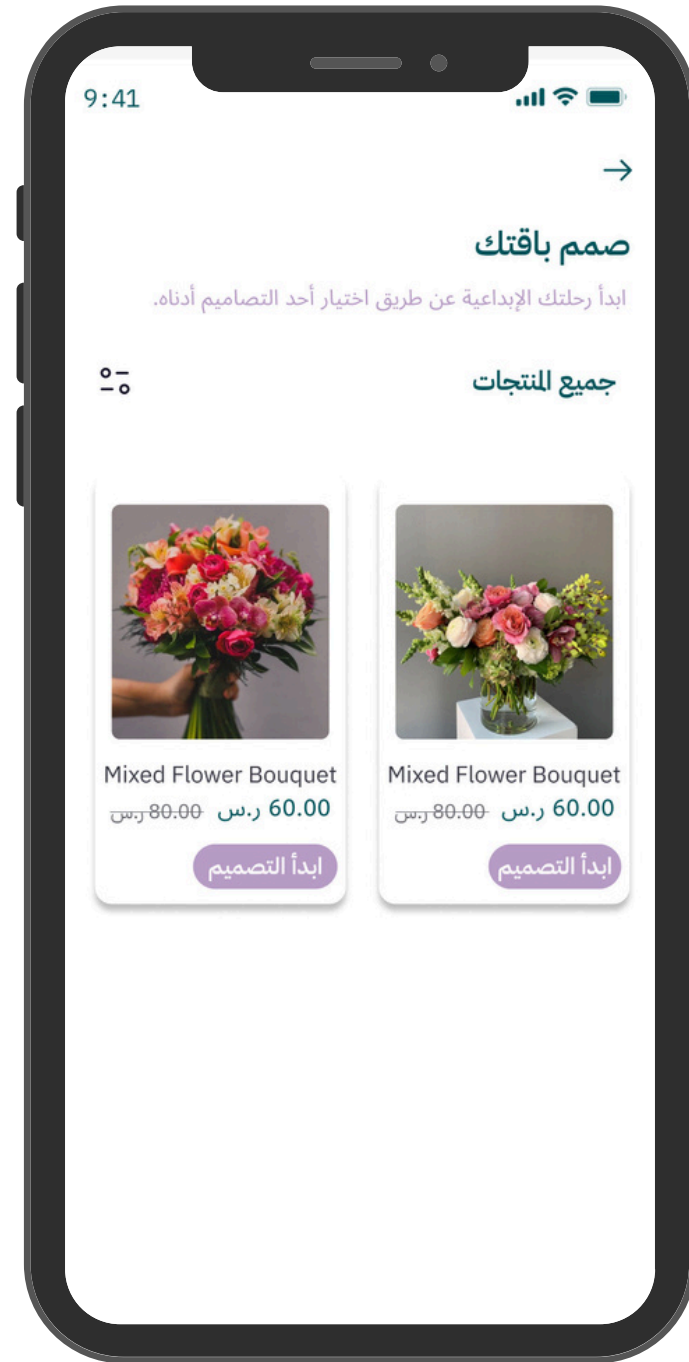 9:41
صمم باقتك
ابدأ رحلتك الإبداعية عن طريق اختيار أحد التصاميم أدناه.
جميع المنتجات
Mixed Flower Bouquet
60.00 ر.س 80.00 ر.س
ابدأ التصميم
Mixed Flower Bouquet
60.00 ر.س 80.00 ر.س
ابدأ التصميم